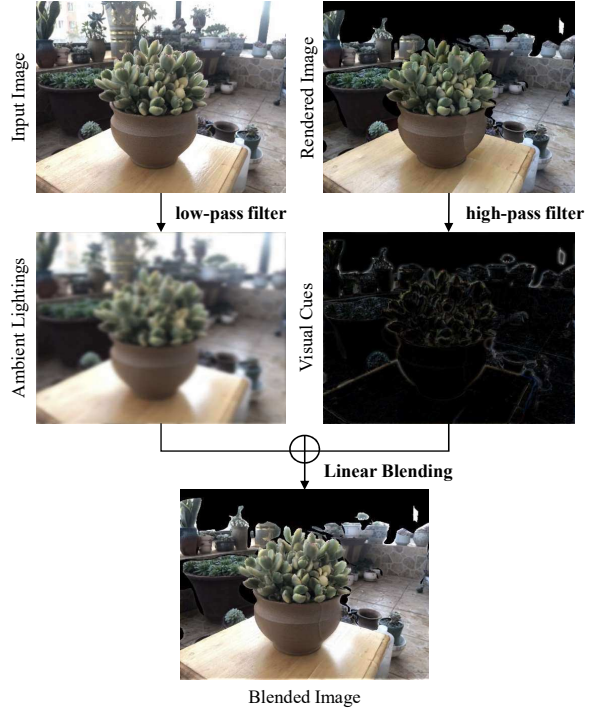 Input Image
Rendered Image
low-pass filter
high-pass filter
Ambient Lightings
Visual Cues
Linear Blending
Blended Image